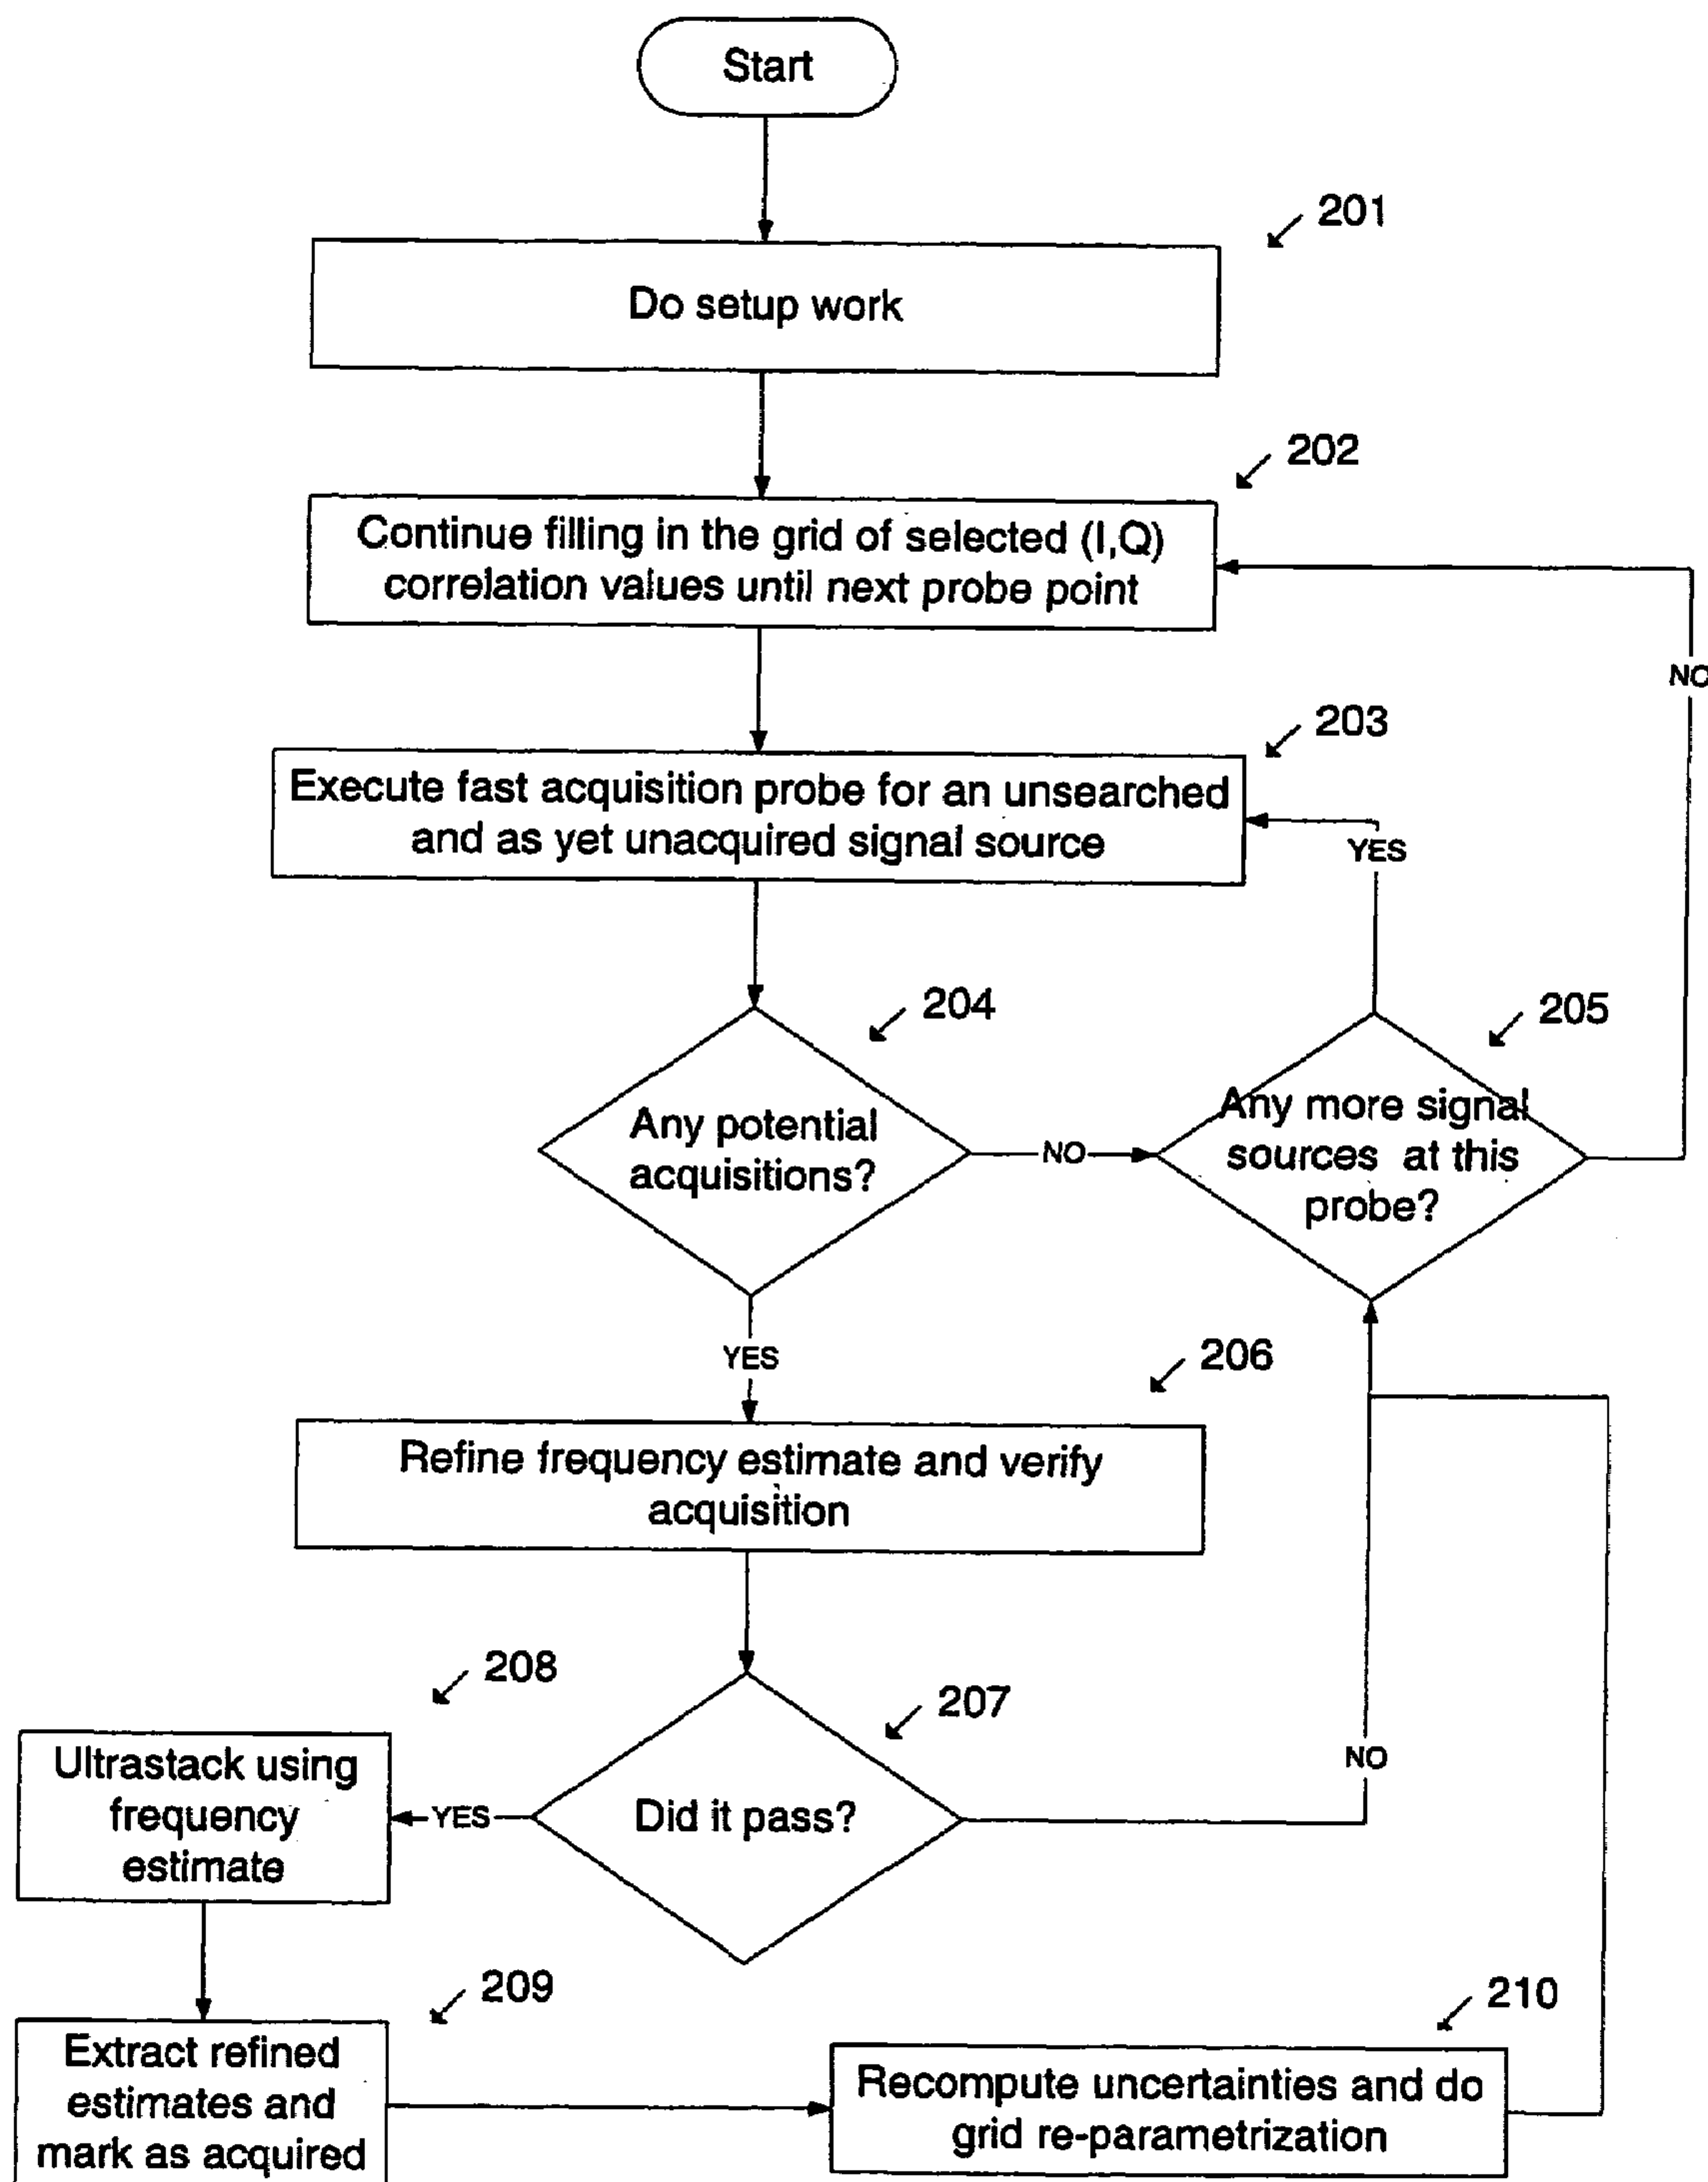 Start
201
Do setup work
202
Continue filling in the grid of selected (I,Q)
correlation values until next probe point
NO
203
Execute fast acquisition probe for an unsearched
and as yet unacquired signal source
YES
204
205
Any potential
acquisitions?
NO
Any more signal
sources at this
probe?
YES
206
Refine frequency estimate and verify
acquisition
208
207
Ultrastack using
frequency
estimate
YES
Did it pass?
NO
209
210
Extract refined
estimates and
mark as acquired
Recompute uncertainties and do
grid re-parametrization